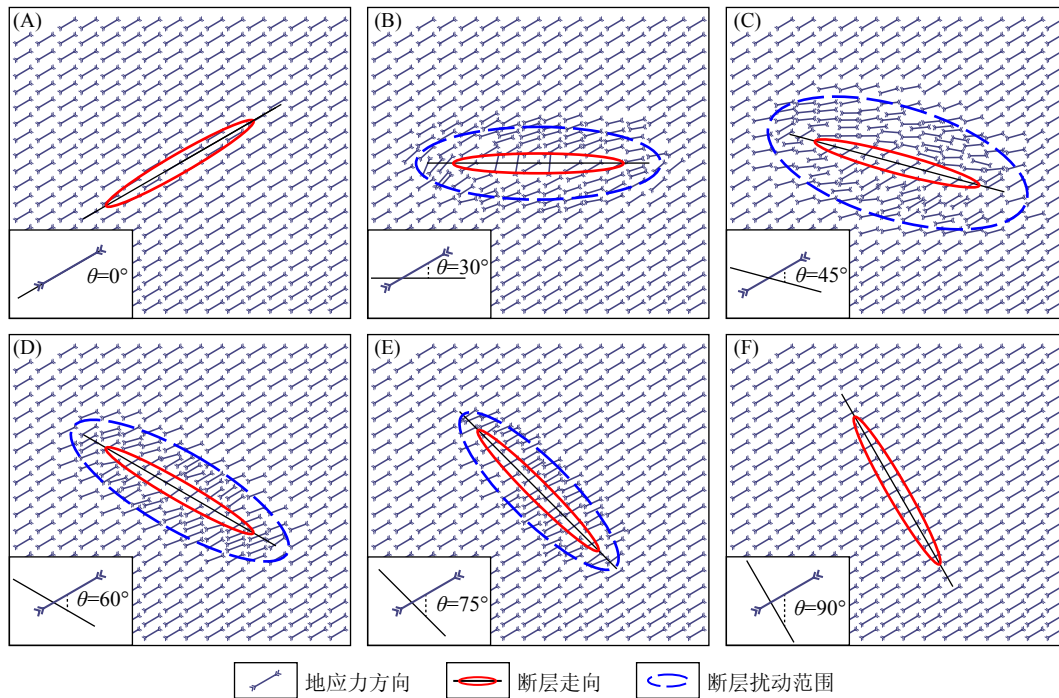 (A)
θ=0°
(B)
θ=30°
(C)
θ=45°
(D)
θ=60°
(E)
θ=75°
(F)
θ=90°
地应力方向 断层走向 断层扰动范围